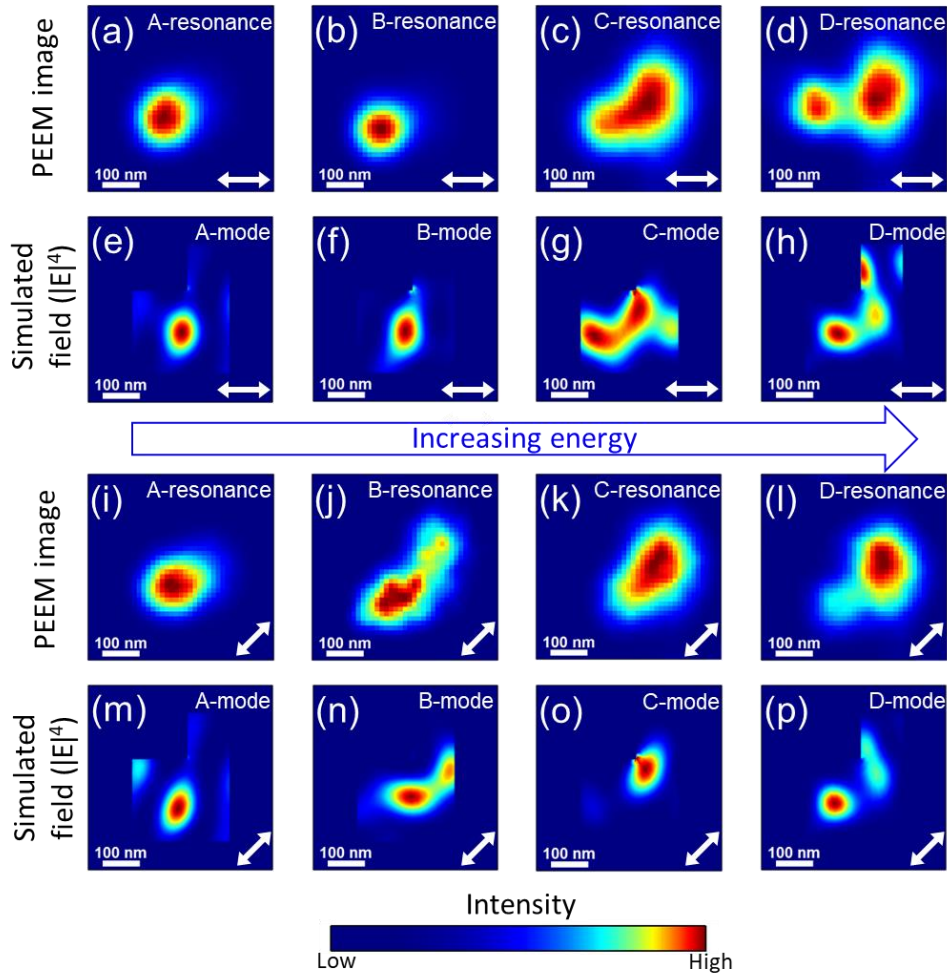 PEEM image
(a) A-resonance
100 nm
(b) B-resonance
100 nm
(c) C-resonance
100 nm
(d) D-resonance
100 nm
Simulated
field (|E|⁴)
(e) A-mode
100 nm
(f) B-mode
100 nm
(g) C-mode
100 nm
(h) D-mode
100 nm
Increasing energy
PEEM image
(i) A-resonance
100 nm
(j) B-resonance
100 nm
(k) C-resonance
100 nm
(l) D-resonance
100 nm
Simulated
field (|E|⁴)
(m) A-mode
100 nm
(n) B-mode
100 nm
(o) C-mode
100 nm
(p) D-mode
100 nm
Intensity
Low High